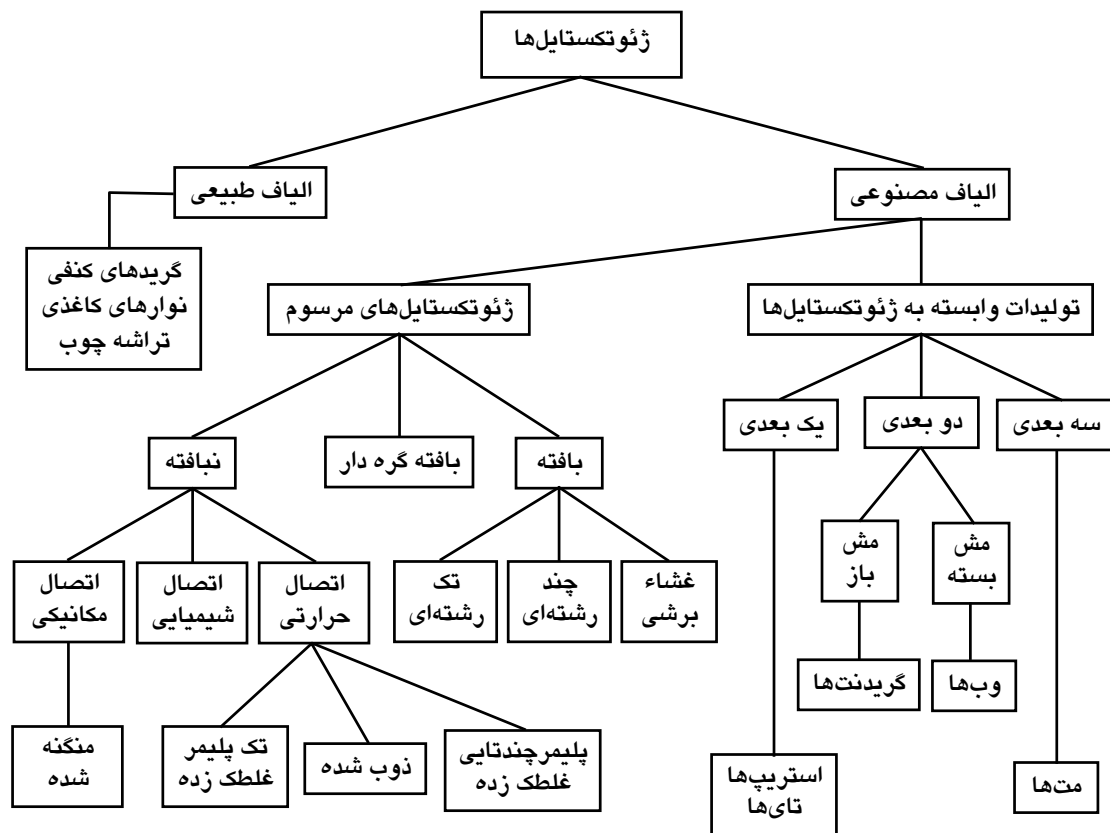 ژئوتکستایل‌ها
الیاف مصنوعی
الیاف طبیعی
گریدهای کنفی
نوارهای کاغذی
تراشه چوب
تولیدات وابسته به ژئوتکستایل‌ها
ژئوتکستایل‌های مرسوم
سه بعدی
دو بعدی
یک بعدی
بافته
بافته گره دار
نبافته
مش
بسته
مش
باز
غشاء
برشی
چند
رشته‌ای
تک
رشته‌ای
اتصال
حرارتی
اتصال
شیمیایی
اتصال
مکانیکی
وب‌ها
گریدنت‌ها
مت‌ها
استریپ‌ها
تای‌ها
پلیمرچندتایی
غلطک زده
ذوب شده
تک پلیمر
غلطک زده
منگنه
شده